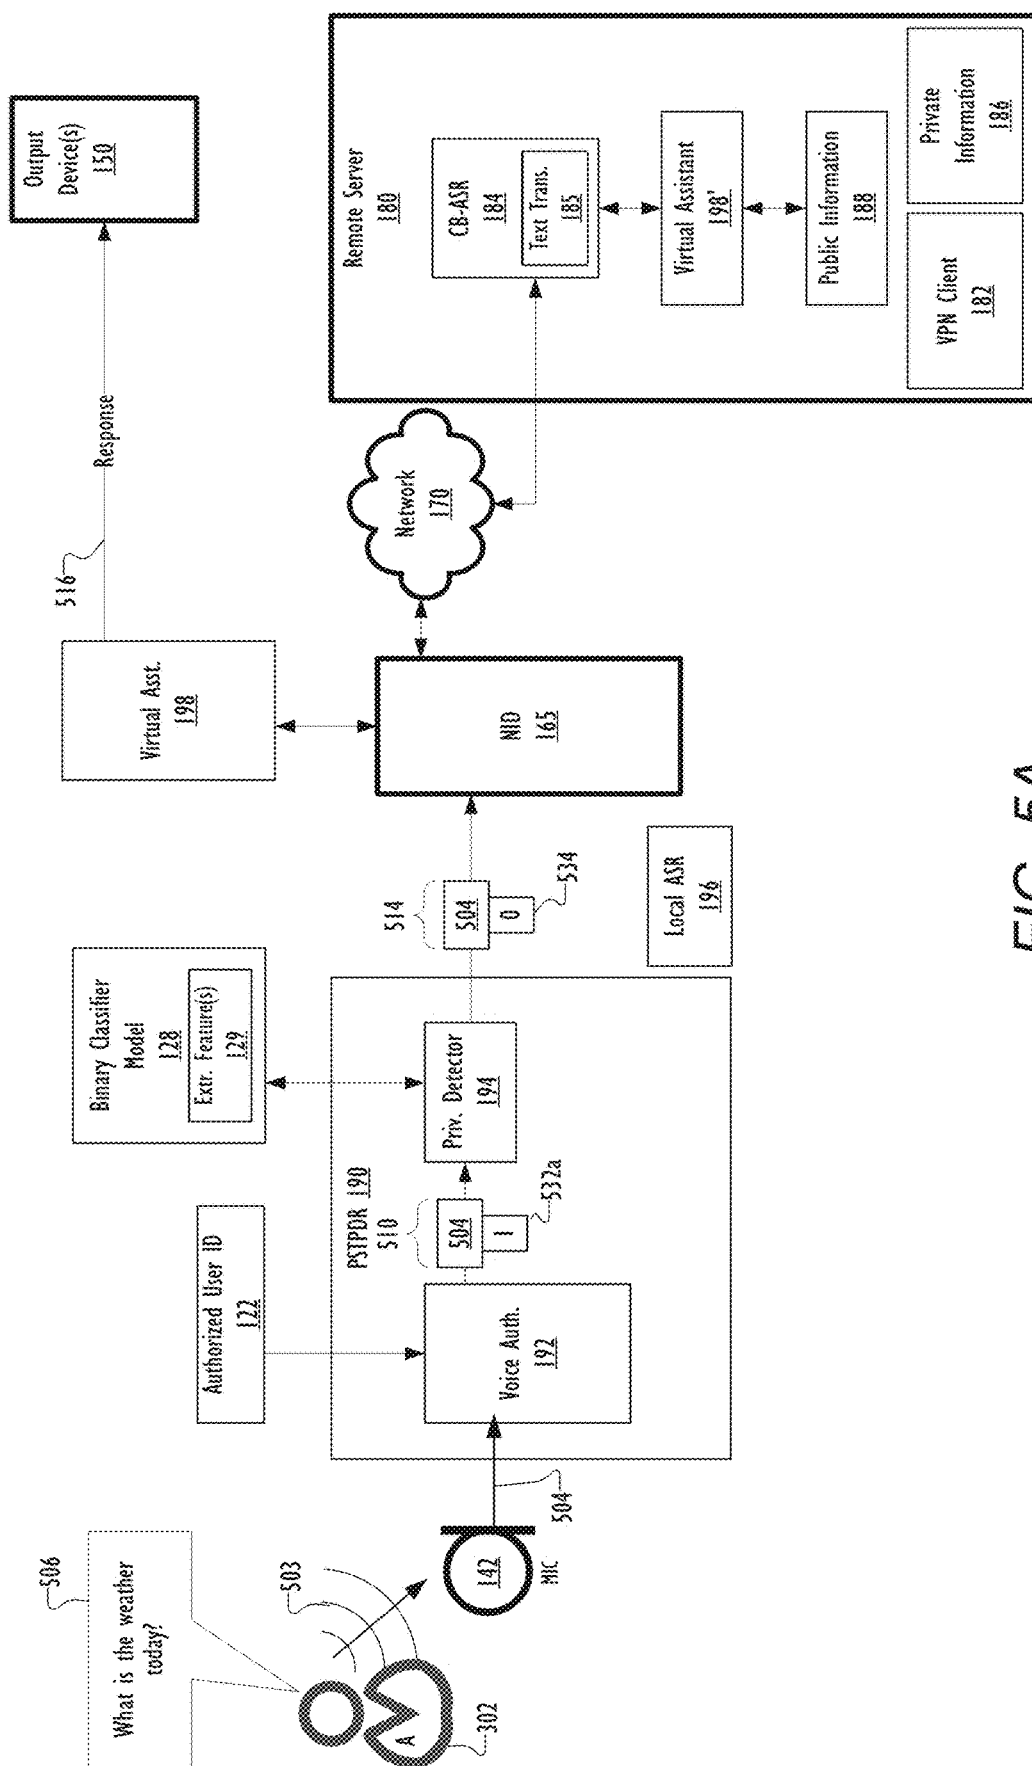 506
What is the weather
today?
503
A
302
142
MIC
504
Authorized User ID
122
Voice Auth.
192
PSTPDR 190
510
504
1
532a
Binary Classifier
Model
128
Extr. Feature(s)
129
Priv. Detector
194
514
504
0
534
Local ASR
196
Virtual Asst.
198
516
Response
NID
165
Network
170
Output
Device(s)
150
Remote Server
180
CB-ASR
184
Text Trans.
185
Virtual Assistant
198'
Public Information
188
VPN Client
182
Private
Information
186